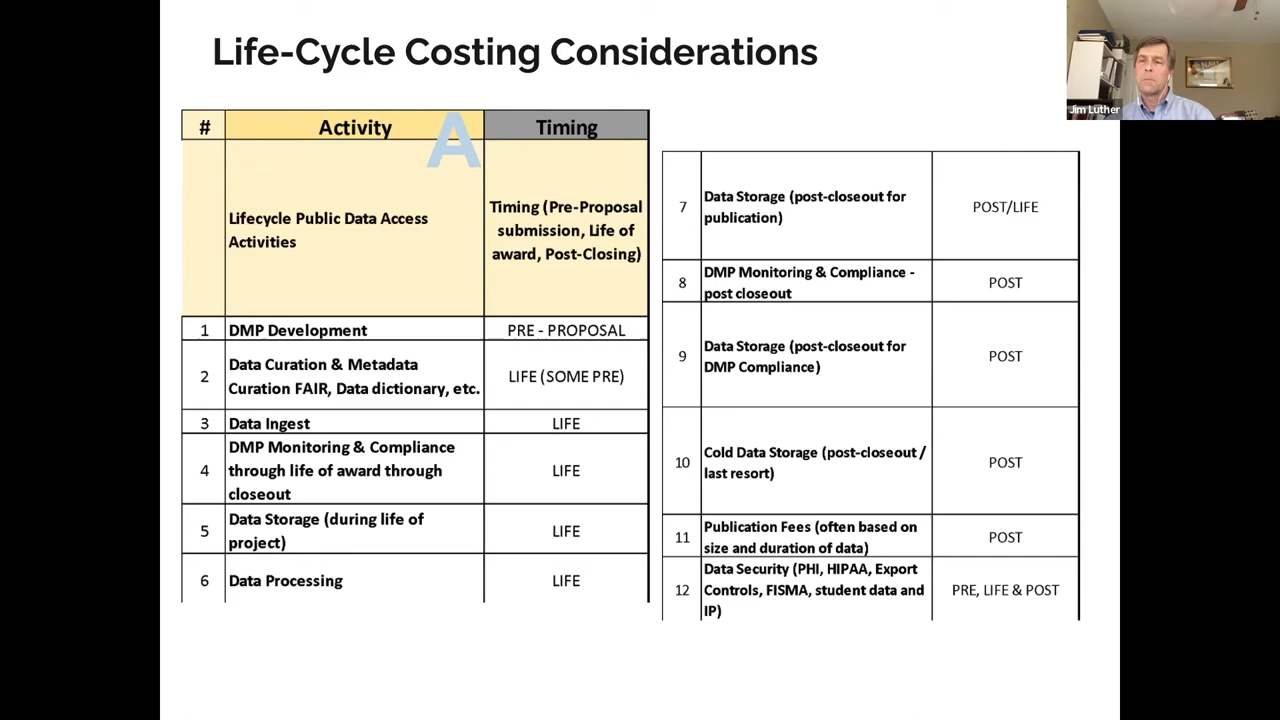 Life-Cycle Costing Considerations
Jim Luther
# Activity Timing
A
Lifecycle Public Data Access
Activities
Timing (Pre-Proposal
submission, Life of
award, Post-Closing)
1 DMP Development PRE - PROPOSAL
2 Data Curation & Metadata
Curation FAIR, Data dictionary, etc.
LIFE (SOME PRE)
3 Data Ingest LIFE
4 DMP Monitoring & Compliance
through life of award through
closeout
LIFE
5 Data Storage (during life of
project)
LIFE
6 Data Processing LIFE
7 Data Storage (post-closeout for
publication)
POST/LIFE
8 DMP Monitoring & Compliance -
post closeout
POST
9 Data Storage (post-closeout for
DMP Compliance)
POST
10 Cold Data Storage (post-closeout /
last resort)
POST
11 Publication Fees (often based on
size and duration of data)
POST
12 Data Security (PHI, HIPAA, Export
Controls, FISMA, student data and
IP)
PRE, LIFE & POST